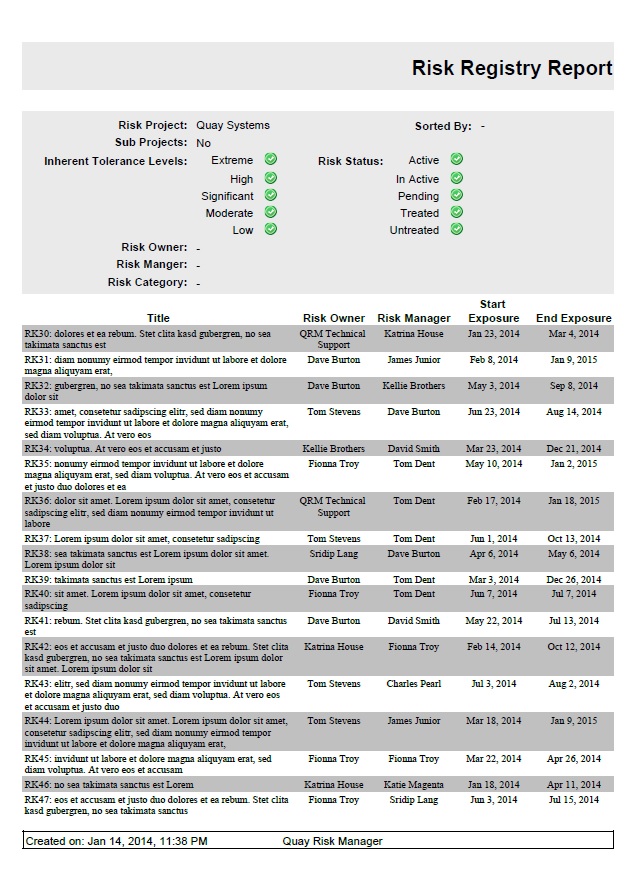 Risk Registry Report
Risk Project: Quay Systems Sorted By: -
Sub Projects: No
Inherent Tolerance Levels: Extreme Risk Status: Active
High In Active
Significant Pending
Moderate Treated
Low Untreated
Risk Owner: -
Risk Manger: -
Risk Category: -
Start
Title Risk Owner Risk Manager Exposure End Exposure
RK30: dolores et ea rebum. Stet clita kasd gubergren, no sea QRM Technical Katrina House Jan 23, 2014 Mar 4, 2014
takimata sanctus est Support
RK31: diam nonumy eirmod tempor invidunt ut labore et dolore Dave Burton James Junior Feb 8, 2014 Jan 9, 2015
magna aliquyam erat,
RK32: gubergren, no sea takimata sanctus est Lorem ipsum Dave Burton Kellie Brothers May 3, 2014 Sep 8, 2014
dolor sit
RK33: amet, consetetur sadipscing elitr, sed diam nonumy Tom Stevens Dave Burton Jun 23, 2014 Aug 14, 2014
eirmod tempor invidunt ut labore et dolore magna aliquyam erat,
sed diam voluptua. At vero eos
RK34: voluptua. At vero eos et accusam et justo Kellie Brothers David Smith Mar 23, 2014 Dec 21, 2014
RK35: nonumy eirmod tempor invidunt ut labore et dolore Fionna Troy Tom Dent May 10, 2014 Jan 2, 2015
magna aliquyam erat, sed diam voluptua. At vero eos et accusam
et justo duo dolores et ea
RK36: dolor sit amet. Lorem ipsum dolor sit amet, consetetur QRM Technical Tom Dent Feb 17, 2014 Jan 18, 2015
sadipscing elitr, sed diam nonumy eirmod tempor invidunt ut Support
labore
RK37: Lorem ipsum dolor sit amet, consetetur sadipscing Tom Stevens Tom Dent Jun 1, 2014 Oct 13, 2014
RK38: sea takimata sanctus est Lorem ipsum dolor sit amet. Sridip Lang Dave Burton Apr 6, 2014 May 6, 2014
Lorem ipsum dolor sit
RK39: takimata sanctus est Lorem ipsum Dave Burton Tom Dent Mar 3, 2014 Dec 26, 2014
RK40: sit amet. Lorem ipsum dolor sit amet, consetetur Fionna Troy Tom Dent Jun 7, 2014 Jul 7, 2014
sadipscing
RK41: rebum. Stet clita kasd gubergren, no sea takimata sanctus Dave Burton David Smith May 22, 2014 Jul 13, 2014
est
RK42: eos et accusam et justo duo dolores et ea rebum. Stet clita Katrina House Fionna Troy Feb 14, 2014 Oct 12, 2014
kasd gubergren, no sea takimata sanctus est Lorem ipsum dolor
sit amet. Lorem ipsum dolor sit
RK43: elitr, sed diam nonumy eirmod tempor invidunt ut labore Tom Stevens Charles Pearl Jul 3, 2014 Aug 2, 2014
et dolore magna aliquyam erat, sed diam voluptua. At vero eos
et accusam et justo duo
RK44: Lorem ipsum dolor sit amet. Lorem ipsum dolor sit amet, Tom Stevens James Junior Mar 18, 2014 Jan 9, 2015
consetetur sadipscing elitr, sed diam nonumy eirmod tempor
invidunt ut labore et dolore magna aliquyam erat,
RK45: invidunt ut labore et dolore magna aliquyam erat, sed Fionna Troy Fionna Troy Mar 22, 2014 Apr 26, 2014
diam voluptua. At vero eos et accusam
RK46: no sea takimata sanctus est Lorem Katrina House Katie Magenta Jan 18, 2014 Apr 11, 2014
RK47: eos et accusam et justo duo dolores et ea rebum. Stet clita Fionna Troy Sridip Lang Jun 3, 2014 Jul 15, 2014
kasd gubergren, no sea takimata sanctus
Created on: Jan 14, 2014, 11:38 PM Quay Risk Manager